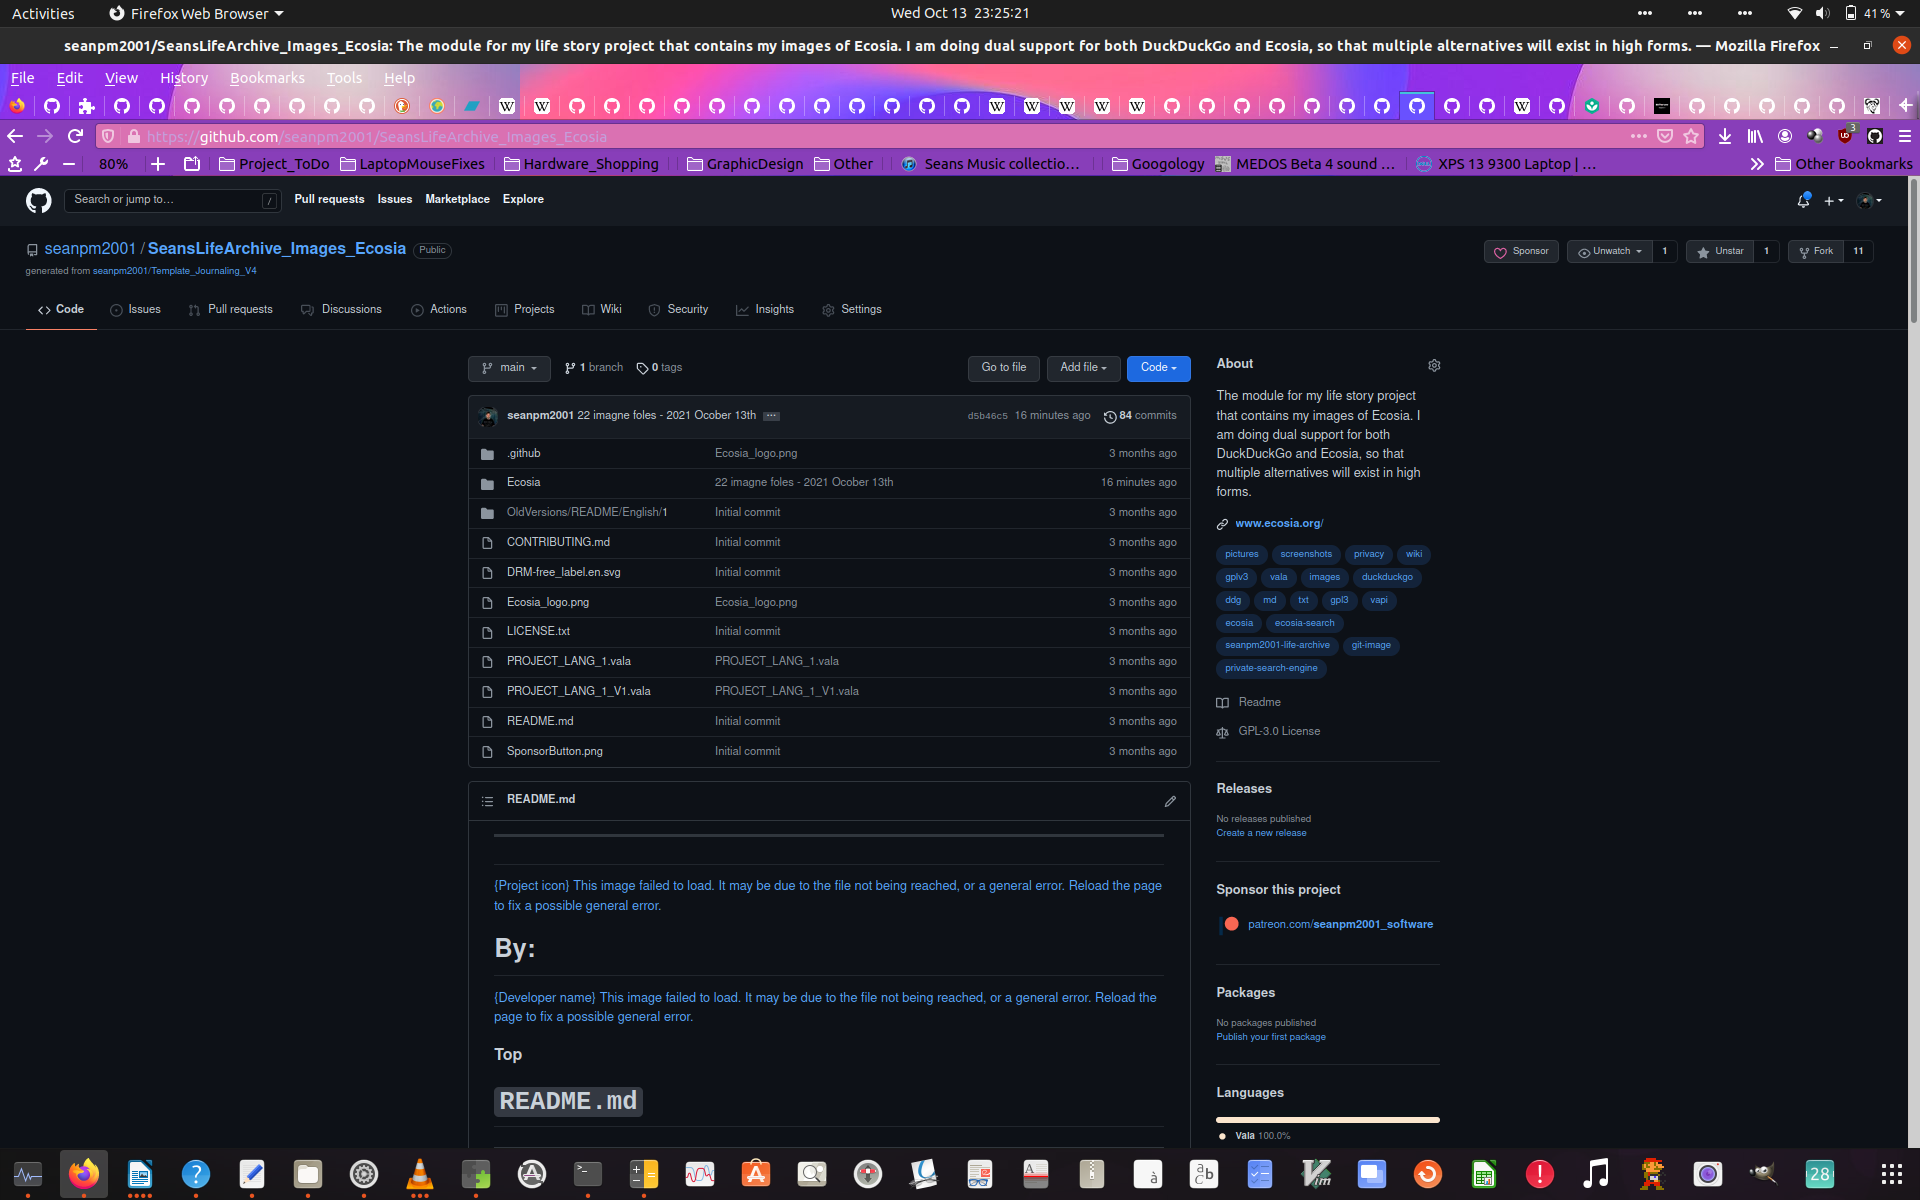 Activities
Firefox Web Browser
Wed Oct 13 23:25:21
41 %
seanpm2001/SeansLifeArchive_Images_Ecosia: The module for my life story project that contains my images of Ecosia. I am doing dual support for both DuckDuckGo and Ecosia, so that multiple alternatives will exist in high forms. — Mozilla Firefox
File Edit View History Bookmarks Tools Help
https://github.com/seanpm2001/SeansLifeArchive_Images_Ecosia
3
80%
Project_ToDo
LaptopMouseFixes
Hardware_Shopping
GraphicDesign
Other
Seans Music collectio…
Googology
MEDOS Beta 4 sound …
XPS 13 9300 Laptop | …
Other Bookmarks
Search or jump to…
/
Pull requests Issues Marketplace Explore
seanpm2001 / SeansLifeArchive_Images_Ecosia
Public
Sponsor
Unwatch 1
Unstar 1
Fork 11
generated from seanpm2001/Template_Journaling_V4
Code
Issues
Pull requests
Discussions
Actions
Projects
Wiki
Security
Insights
Settings
main
1 branch
0 tags
Go to file
Add file
Code
seanpm2001 22 imagne foles - 2021 Ocober 13th
d5b46c5 16 minutes ago
84 commits
.github Ecosia_logo.png 3 months ago
Ecosia 22 imagne foles - 2021 Ocober 13th 16 minutes ago
OldVersions/README/English/1 Initial commit 3 months ago
CONTRIBUTING.md Initial commit 3 months ago
DRM-free_label.en.svg Initial commit 3 months ago
Ecosia_logo.png Ecosia_logo.png 3 months ago
LICENSE.txt Initial commit 3 months ago
PROJECT_LANG_1.vala PROJECT_LANG_1.vala 3 months ago
PROJECT_LANG_1_V1.vala PROJECT_LANG_1_V1.vala 3 months ago
README.md Initial commit 3 months ago
SponsorButton.png Initial commit 3 months ago
README.md
{Project icon} This image failed to load. It may be due to the file not being reached, or a general error. Reload the page
to fix a possible general error.
By:
{Developer name} This image failed to load. It may be due to the file not being reached, or a general error. Reload the
page to fix a possible general error.
Top
README.md
About
The module for my life story project
that contains my images of Ecosia. I
am doing dual support for both
DuckDuckGo and Ecosia, so that
multiple alternatives will exist in high
forms.
www.ecosia.org/
pictures screenshots privacy wiki
gplv3 vala images duckduckgo
ddg md txt gpl3 vapi
ecosia ecosia-search
seanpm2001-life-archive git-image
private-search-engine
Readme
GPL-3.0 License
Releases
No releases published
Create a new release
Sponsor this project
patreon.com/seanpm2001_software
Packages
No packages published
Publish your first package
Languages
Vala 100.0%
28